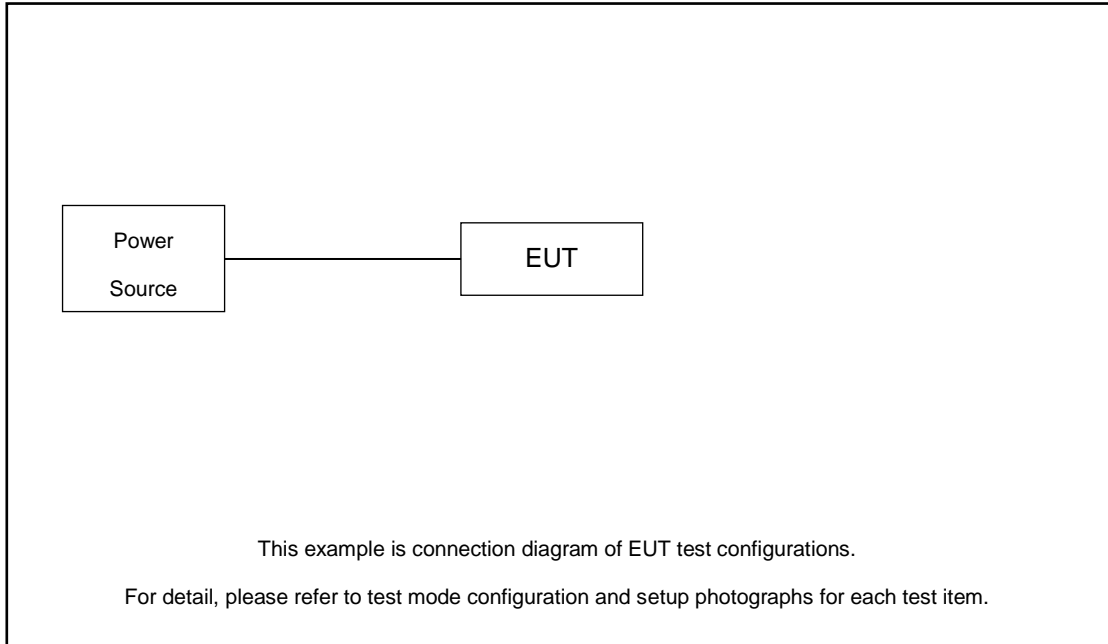 Power
Source
EUT
This example is connection diagram of EUT test configurations.
For detail, please refer to test mode configuration and setup photographs for each test item.